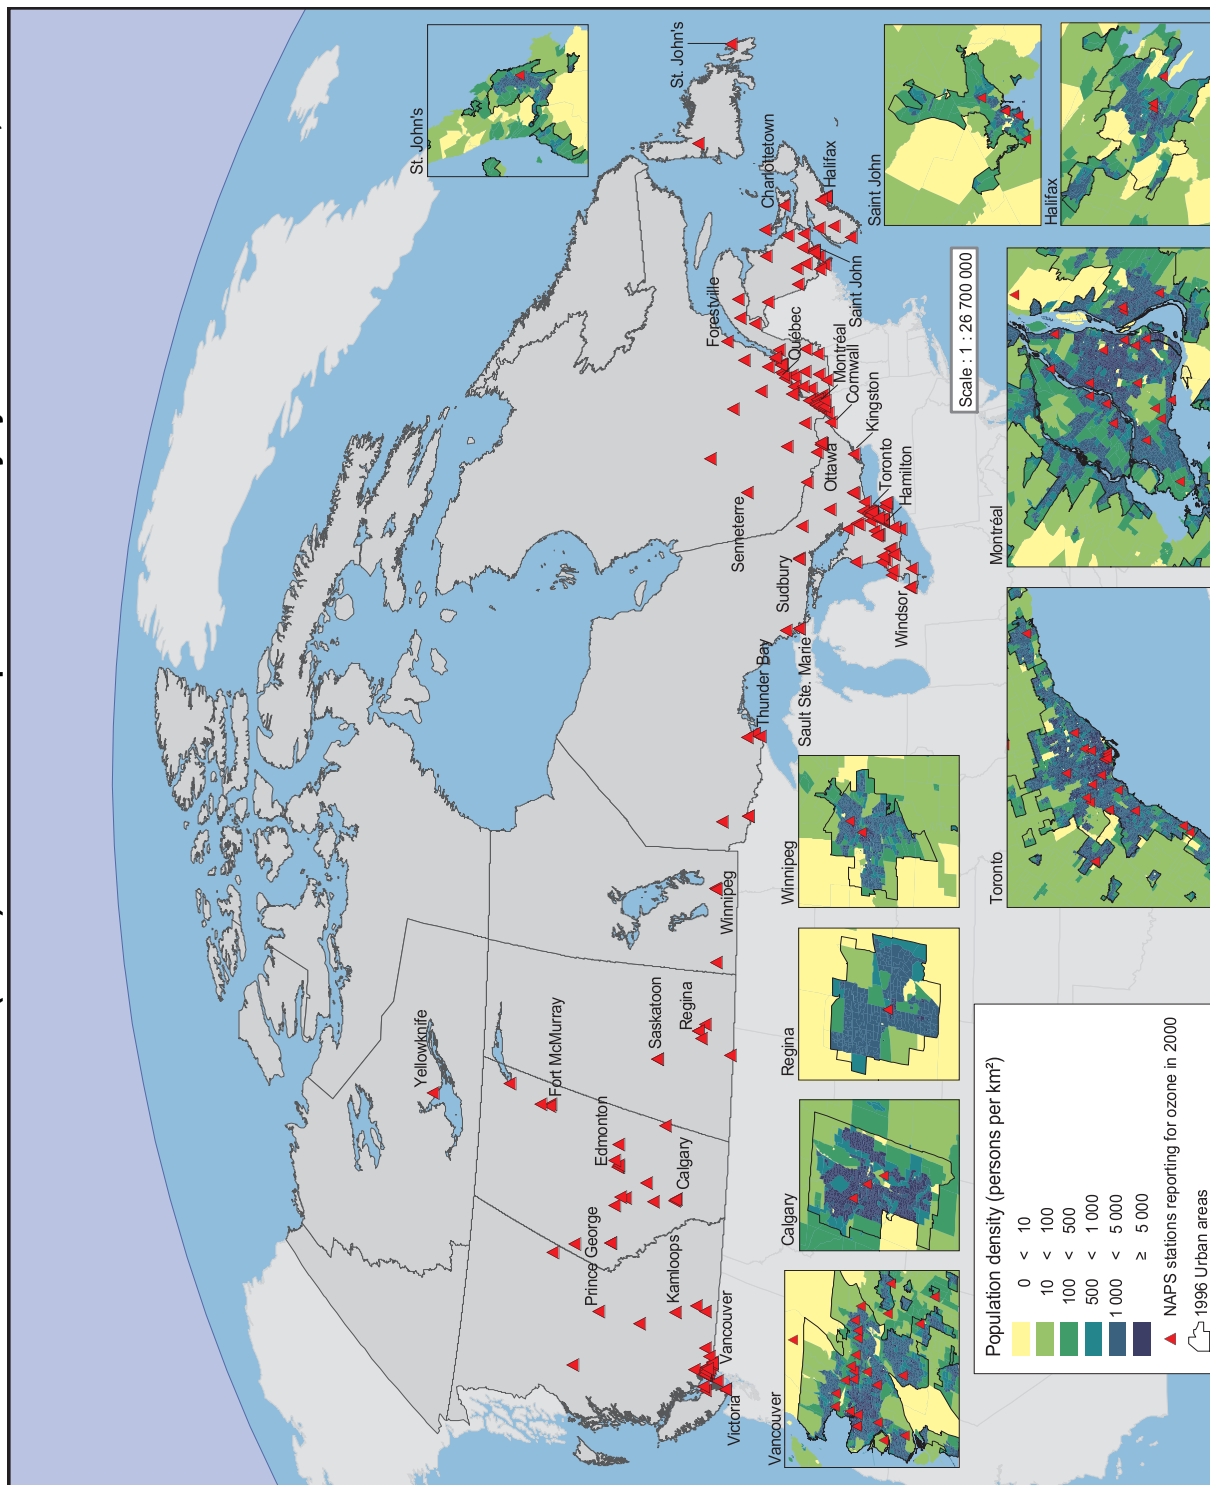 St. John's
St. John's
Charlottetown
Halifax
Saint John
Forestville
Québec
Montréal
Cornwall
Kingston
Ottawa
Toronto
Hamilton
Senneterre
Sudbury
Windsor
Sault Ste. Marie
Thunder Bay
Winnipeg
Yellowknife
Fort McMurray
Saskatoon
Regina
Edmonton
Calgary
Prince George
Kamloops
Vancouver
Victoria
Scale : 1 : 26 700 000
Saint John
Halifax
Montréal
Toronto
Winnipeg
Regina
Calgary
Vancouver
Population density (persons per km²)
0 < 10
10 < 100
100 < 500
500 < 1 000
1 000 < 5 000
≥ 5 000
NAPS stations reporting for ozone in 2000
1996 Urban areas